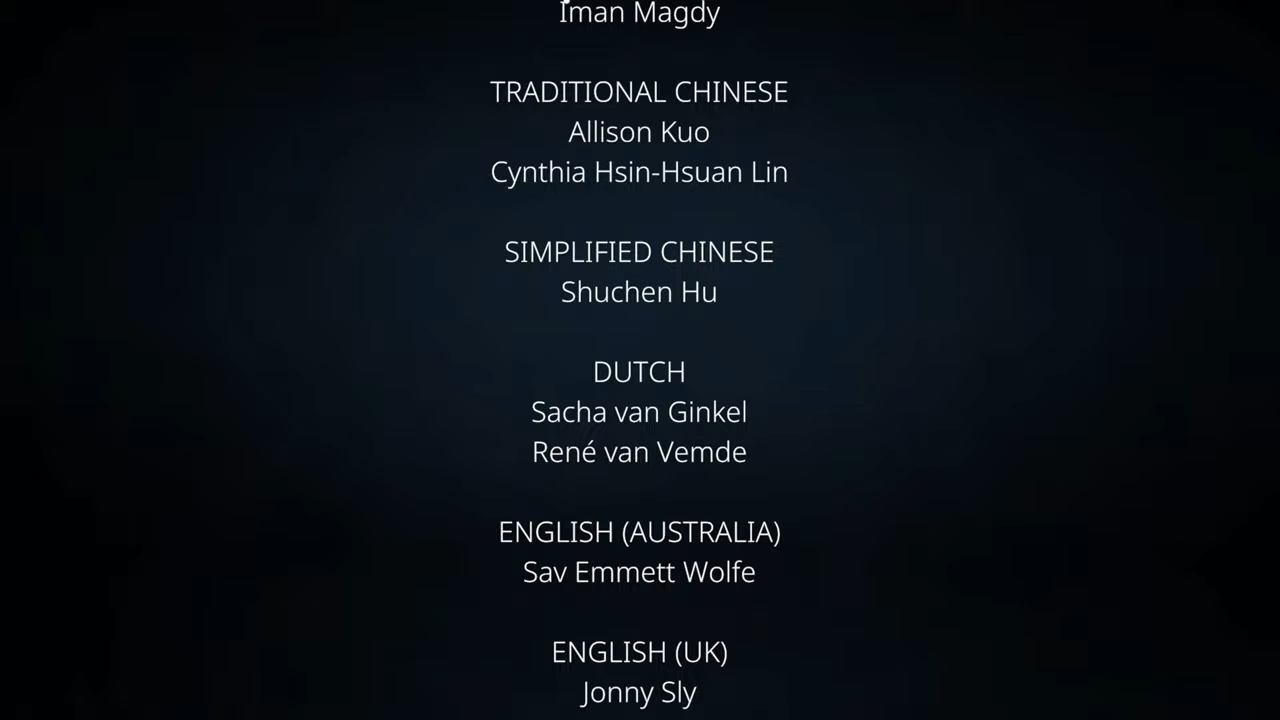 Iman Magdy
TRADITIONAL CHINESE
Allison Kuo
Cynthia Hsin-Hsuan Lin
SIMPLIFIED CHINESE
Shuchen Hu
DUTCH
Sacha van Ginkel
René van Vemde
ENGLISH (AUSTRALIA)
Sav Emmett Wolfe
ENGLISH (UK)
Jonny Sly